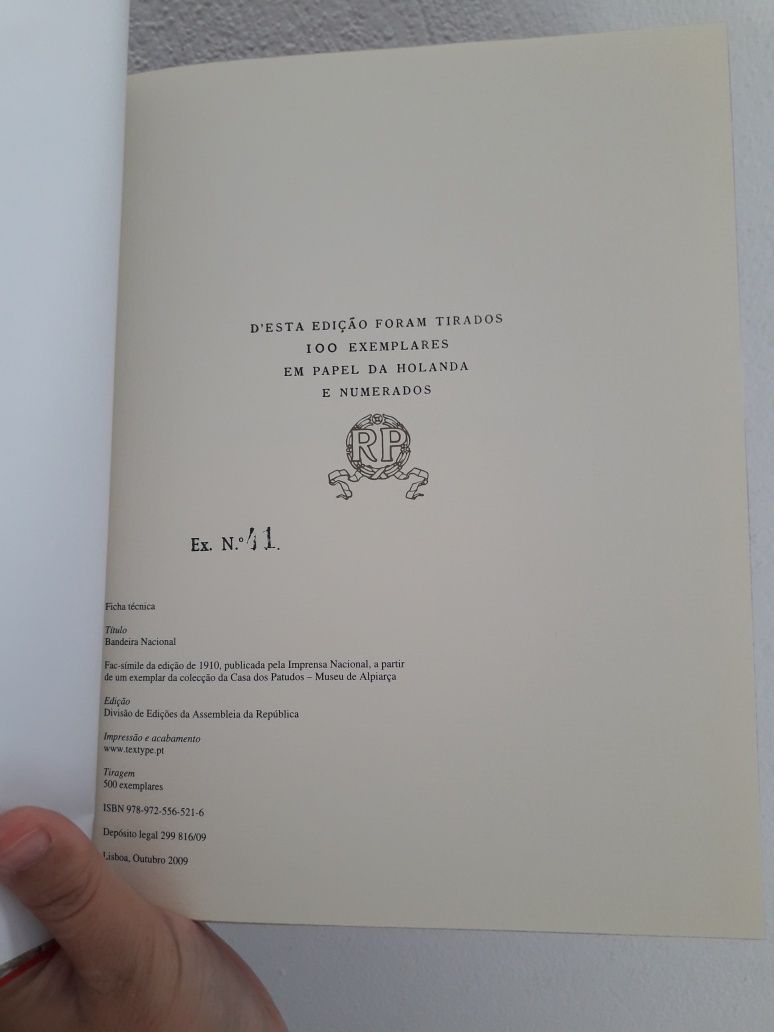 D'ESTA EDIÇÃO FORAM TIRADOS
100 EXEMPLARES
EM PAPEL DA HOLANDA
E NUMERADOS
RP
Ex. N.º 41.
Ficha técnica
Título
Bandeira Nacional
Fac-símile da edição de 1910, publicada pela Imprensa Nacional, a partir
de um exemplar da colecção da Casa dos Patudos – Museu de Alpiarça
Edição
Divisão de Edições da Assembleia da República
Impressão e acabamento
www.textype.pt
Tiragem
500 exemplares
ISBN 978-972-556-521-6
Depósito legal 299 816/09
Lisboa, Outubro 2009